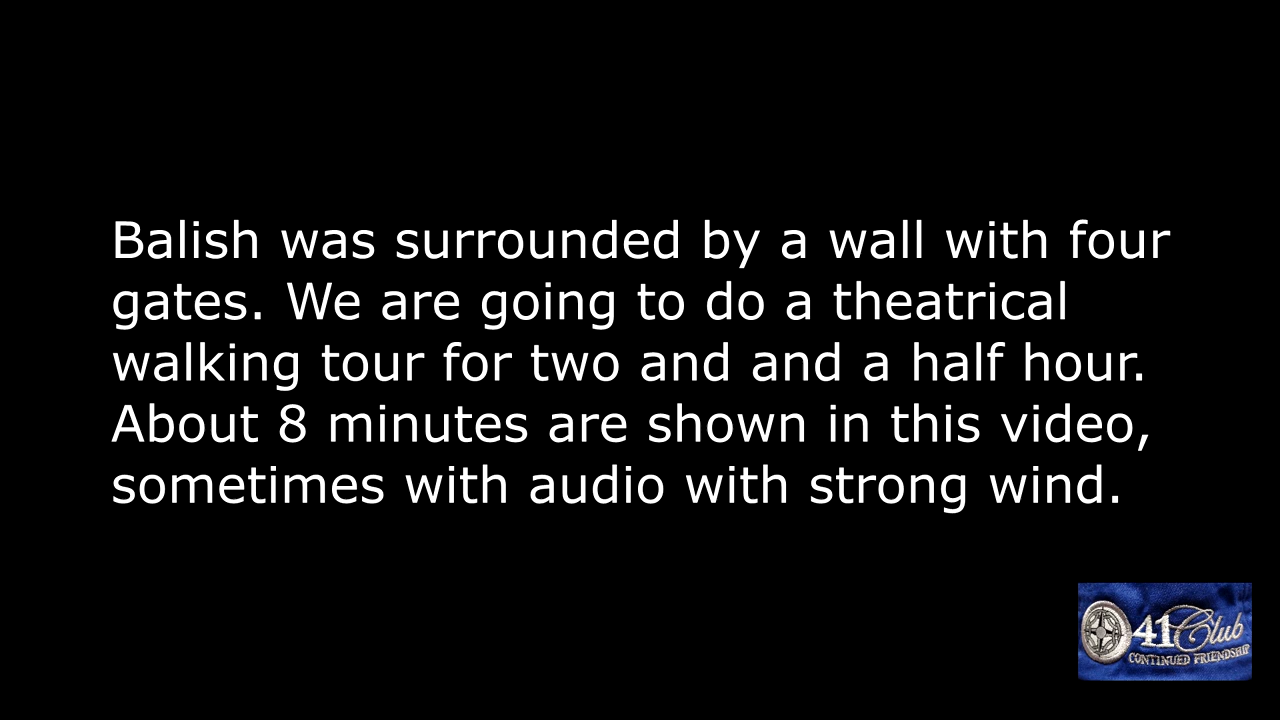 Balish was surrounded by a wall with four
gates. We are going to do a theatrical
walking tour for two and and a half hour.
About 8 minutes are shown in this video,
sometimes with audio with strong wind.
41 Club
CONTINUED FRIENDSHIP